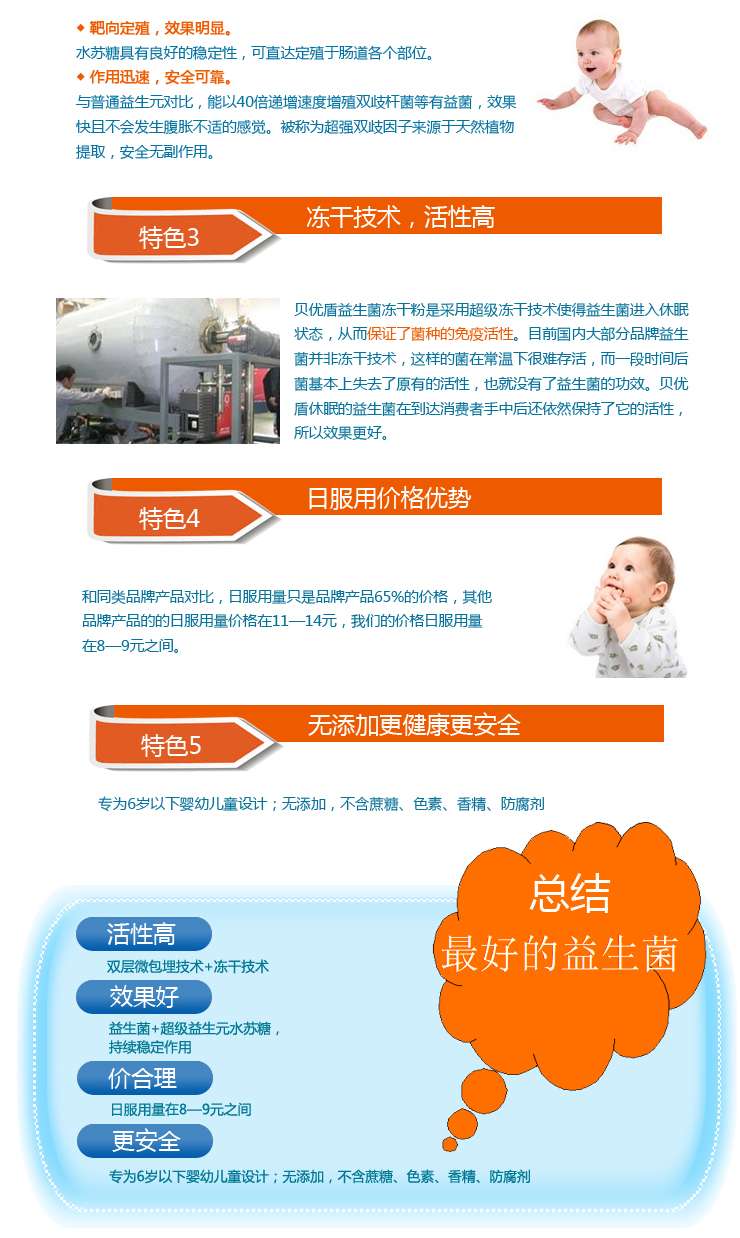 ◆ 靶向定殖，效果明显。
水苏糖具有良好的稳定性，可直达定殖于肠道各个部位。
◆ 作用迅速，安全可靠。
与普通益生元对比，能以40倍递增速度增殖双歧杆菌等有益菌，效果
快且不会发生腹胀不适的感觉。被称为超强双歧因子来源于天然植物
提取，安全无副作用。
特色3
冻干技术，活性高
贝优盾益生菌冻干粉是采用超级冻干技术使得益生菌进入休眠
状态，从而保证了菌种的免疫活性。目前国内大部分品牌益生
菌并非冻干技术，这样的菌在常温下很难存活，而一段时间后
菌基本上失去了原有的活性，也就没有了益生菌的功效。贝优
盾休眠的益生菌在到达消费者手中后还依然保持了它的活性，
所以效果更好。
特色4
日服用价格优势
和同类品牌产品对比，日服用量只是品牌产品65%的价格，其他
品牌产品的的日服用量价格在11—14元，我们的价格日服用量
在8—9元之间。
特色5
无添加更健康更安全
专为6岁以下婴幼儿童设计；无添加，不含蔗糖、色素、香精、防腐剂
总结
最好的益生菌
活性高
双层微包埋技术+冻干技术
效果好
益生菌+超级益生元水苏糖，
持续稳定作用
价合理
日服用量在8—9元之间
更安全
专为6岁以下婴幼儿童设计；无添加，不含蔗糖、色素、香精、防腐剂